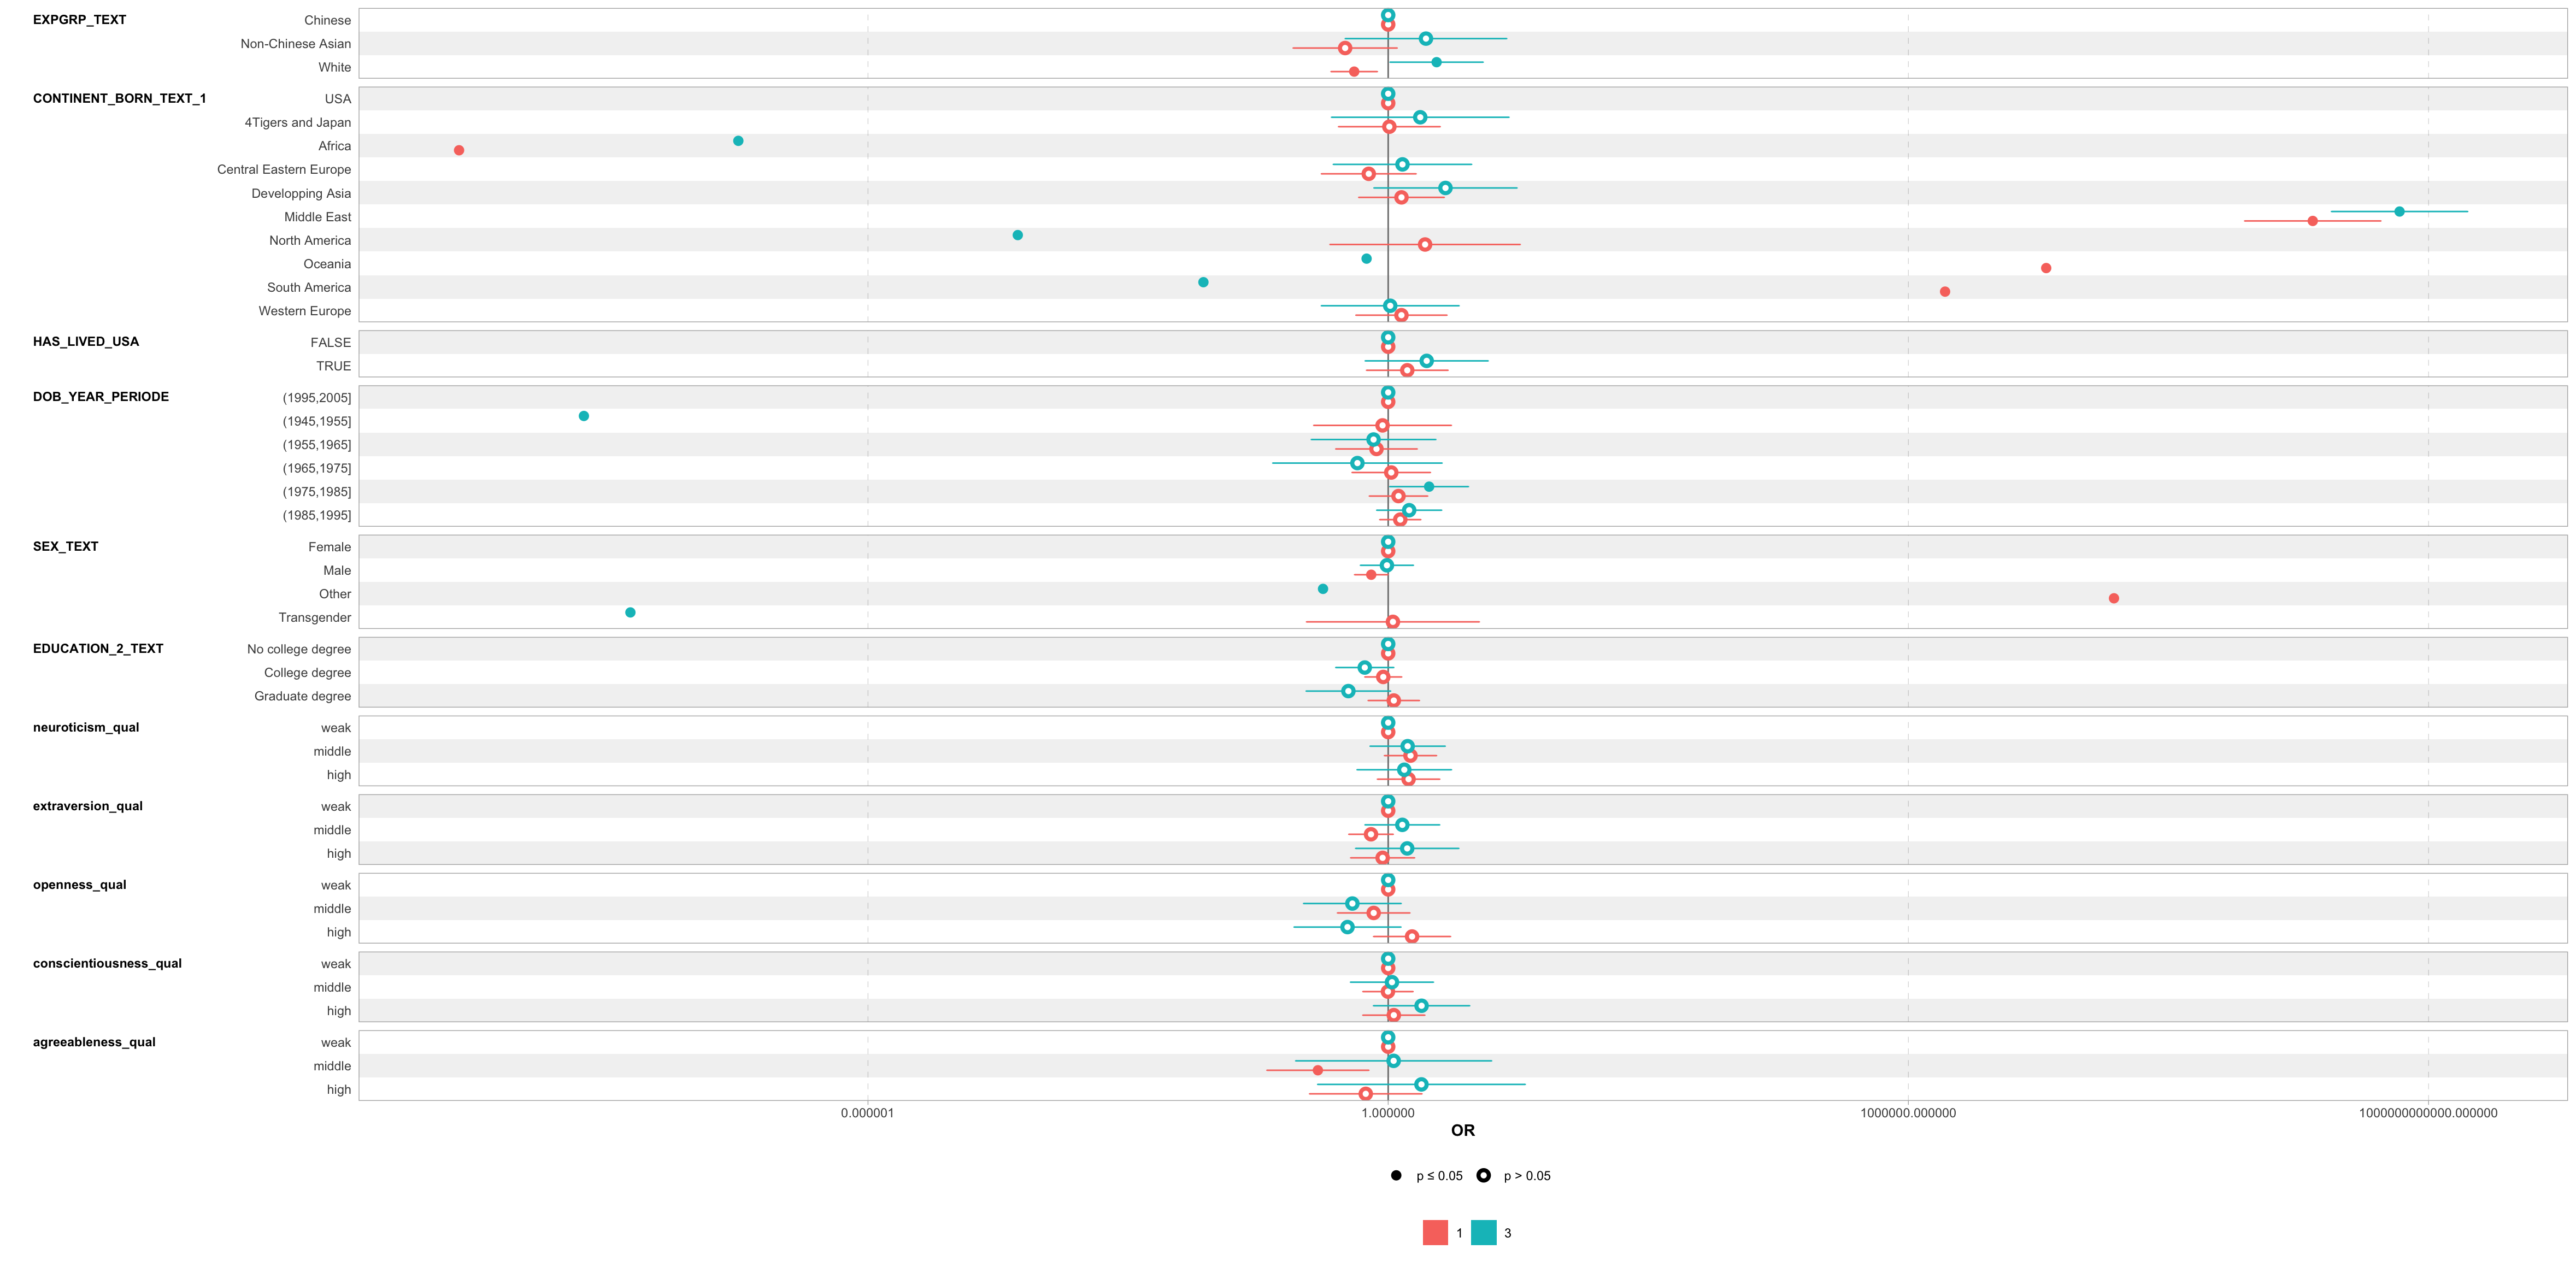 EXPGRP_TEXT
Chinese
Non-Chinese Asian
White
CONTINENT_BORN_TEXT_1
USA
4Tigers and Japan
Africa
Central Eastern Europe
Developping Asia
Middle East
North America
Oceania
South America
Western Europe
HAS_LIVED_USA
FALSE
TRUE
DOB_YEAR_PERIODE
(1995,2005]
(1945,1955]
(1955,1965]
(1965,1975]
(1975,1985]
(1985,1995]
SEX_TEXT
Female
Male
Other
Transgender
EDUCATION_2_TEXT
No college degree
College degree
Graduate degree
neuroticism_qual
weak
middle
high
extraversion_qual
weak
middle
high
openness_qual
weak
middle
high
conscientiousness_qual
weak
middle
high
agreeableness_qual
weak
middle
high
0.000001 1.000000 1000000.000000 1000000000000.000000
OR
p ≤ 0.05 p > 0.05
1 3